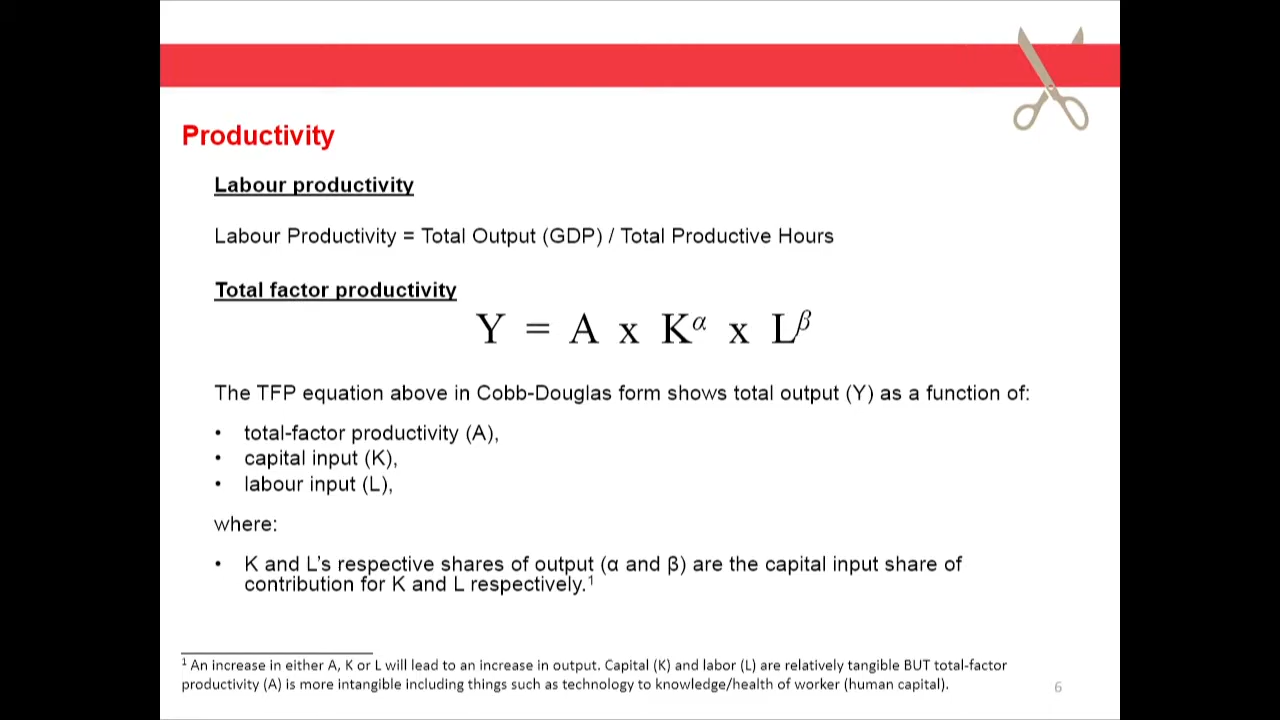 Productivity
Labour productivity
Labour Productivity = Total Output (GDP) / Total Productive Hours
Total factor productivity
Y = A x K^α x L^β
The TFP equation above in Cobb-Douglas form shows total output (Y) as a function of:
• total-factor productivity (A),
• capital input (K),
• labour input (L),
where:
• K and L's respective shares of output (α and β) are the capital input share of
contribution for K and L respectively.¹
¹ An increase in either A, K or L will lead to an increase in output. Capital (K) and labor (L) are relatively tangible BUT total-factor
productivity (A) is more intangible including things such as technology to knowledge/health of worker (human capital).
6